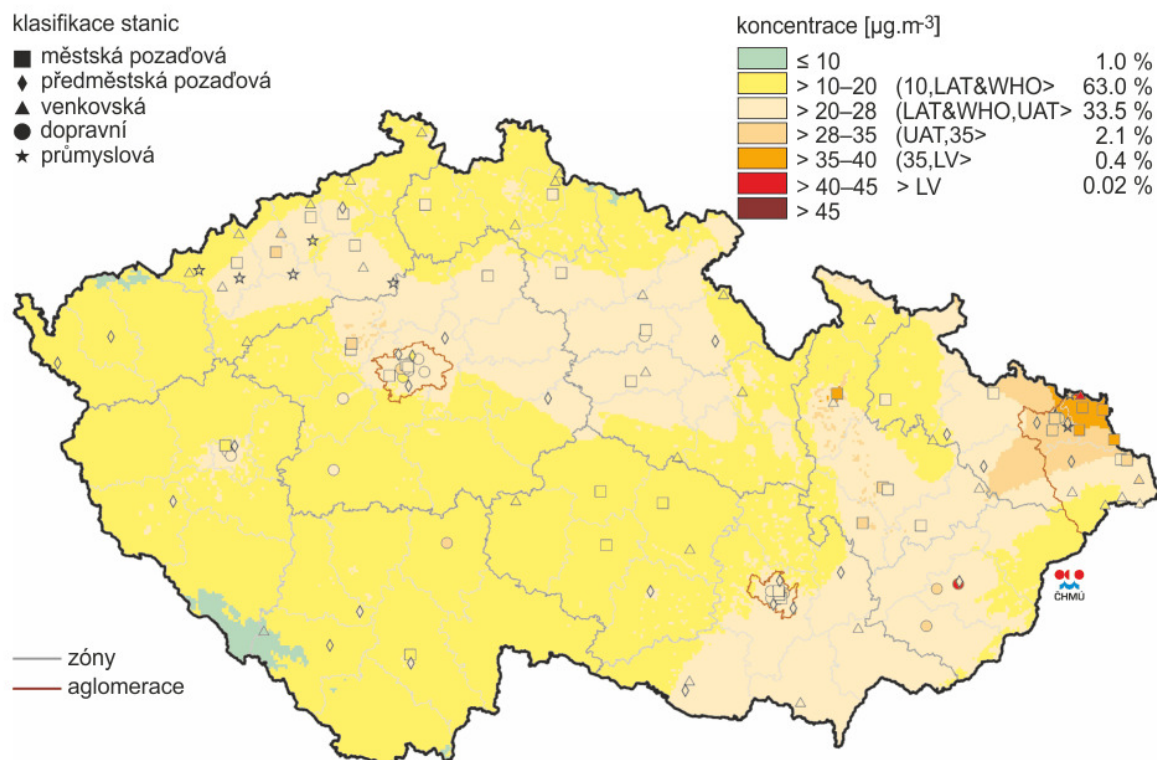 klasifikace stanic
městská pozaďová
předměstská pozaďová
venkovská
dopravní
průmyslová
koncentrace [µg.m-3]
≤ 10 1.0 %
> 10–20 (10,LAT&WHO> 63.0 %
> 20–28 (LAT&WHO,UAT> 33.5 %
> 28–35 (UAT,35> 2.1 %
> 35–40 (35,LV> 0.4 %
> 40–45 > LV 0.02 %
> 45
ČHMÚ
zóny
aglomerace